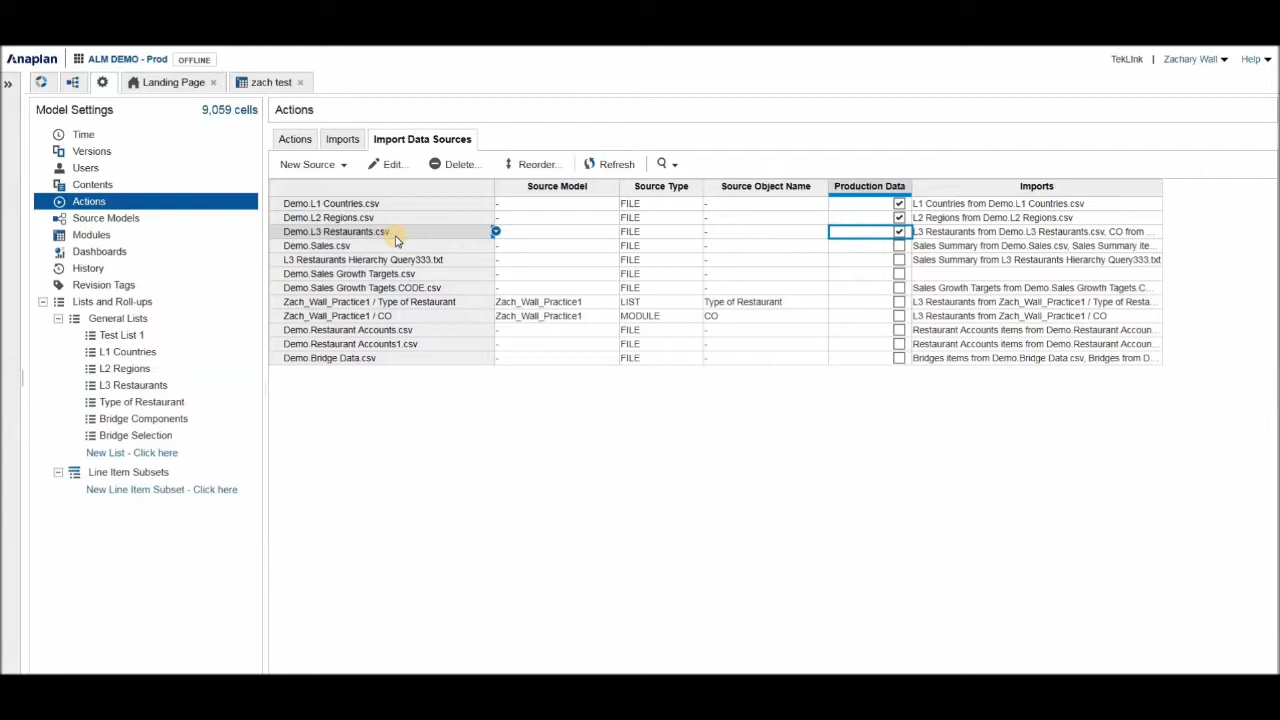 Anaplan ALM DEMO - Prod OFFLINE TekLink Zachary Wall Help
Landing Page zach test
Model Settings 9,059 cells
Time
Versions
Users
Contents
Actions
Source Models
Modules
Dashboards
History
Revision Tags
Lists and Roll-ups
General Lists
Test List 1
L1 Countries
L2 Regions
L3 Restaurants
Type of Restaurant
Bridge Components
Bridge Selection
New List - Click here
Line Item Subsets
New Line Item Subset - Click here
Actions
Actions Imports Import Data Sources
New Source Edit... Delete... Reorder... Refresh
Source Model Source Type Source Object Name Production Data Imports
Demo.L1 Countries.csv - FILE - L1 Countries from Demo.L1 Countries.csv
Demo.L2 Regions.csv - FILE - L2 Regions from Demo.L2 Regions.csv
Demo.L3 Restaurants.csv - FILE - L3 Restaurants from Demo.L3 Restaurants.csv, CO from ...
Demo.Sales.csv - FILE - Sales Summary from Demo.Sales.csv, Sales Summary ite...
L3 Restaurants Hierarchy Query333.txt - FILE - Sales Summary from L3 Restaurants Hierarchy Query333.txt
Demo.Sales Growth Targets.csv - FILE -
Demo.Sales Growth Tagets.CODE.csv - FILE - Sales Growth Targets from Demo.Sales Growth Tagets.C...
Zach_Wall_Practice1 / Type of Restaurant Zach_Wall_Practice1 LIST Type of Restaurant L3 Restaurants from Zach_Wall_Practice1 / Type of Resta...
Zach_Wall_Practice1 / CO Zach_Wall_Practice1 MODULE CO L3 Restaurants from Zach_Wall_Practice1 / CO
Demo.Restaurant Accounts.csv - FILE - Restaurant Accounts items from Demo.Restaurant Accoun...
Demo.Restaurant Accounts1.csv - FILE - Restaurant Accounts items from Demo.Restaurant Accoun...
Demo.Bridge Data.csv - FILE - Bridges items from Demo.Bridge Data.csv, Bridges from D...